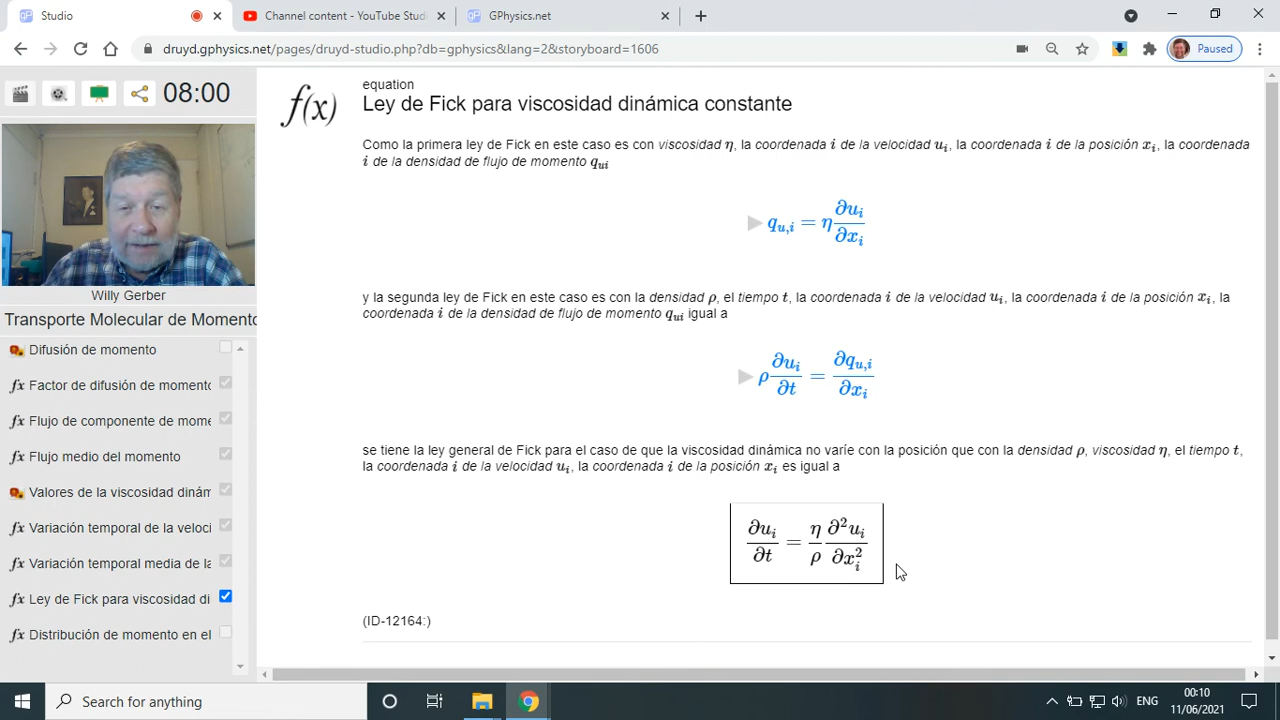 Studio
Channel content - YouTube Studi
GPhysics.net
druyd.gphysics.net/pages/druyd-studio.php?db=gphysics&lang=2&storyboard=1606
Paused
08:00
Willy Gerber
Transporte Molecular de Momento
Difusión de momento
fx Factor de difusión de momento
fx Flujo de componente de mome
fx Flujo medio del momento
Valores de la viscosidad dinám
fx Variación temporal de la veloci
fx Variación temporal media de la
fx Ley de Fick para viscosidad di
fx Distribución de momento en el
f(x)
equation
Ley de Fick para viscosidad dinámica constante
Como la primera ley de Fick en este caso es con viscosidad η, la coordenada i de la velocidad u_i, la coordenada i de la posición x_i, la coordenada
i de la densidad de flujo de momento q_ui
q_{u,i} = η ∂u_i/∂x_i
y la segunda ley de Fick en este caso es con la densidad ρ, el tiempo t, la coordenada i de la velocidad u_i, la coordenada i de la posición x_i, la
coordenada i de la densidad de flujo de momento q_ui igual a
ρ ∂u_i/∂t = ∂q_{u,i}/∂x_i
se tiene la ley general de Fick para el caso de que la viscosidad dinámica no varíe con la posición que con la densidad ρ, viscosidad η, el tiempo t,
la coordenada i de la velocidad u_i, la coordenada i de la posición x_i es igual a
∂u_i/∂t = η/ρ ∂²u_i/∂x_i²
(ID-12164:)
Search for anything
ENG
00:10
11/06/2021